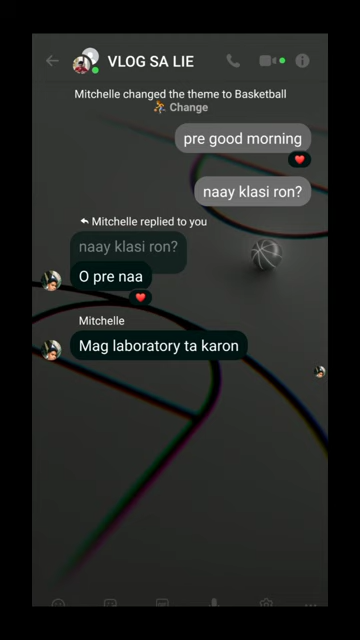 VLOG SA LIE
Mitchelle changed the theme to Basketball
Change
pre good morning
naay klasi ron?
Mitchelle replied to you
naay klasi ron?
O pre naa
Mitchelle
Mag laboratory ta karon